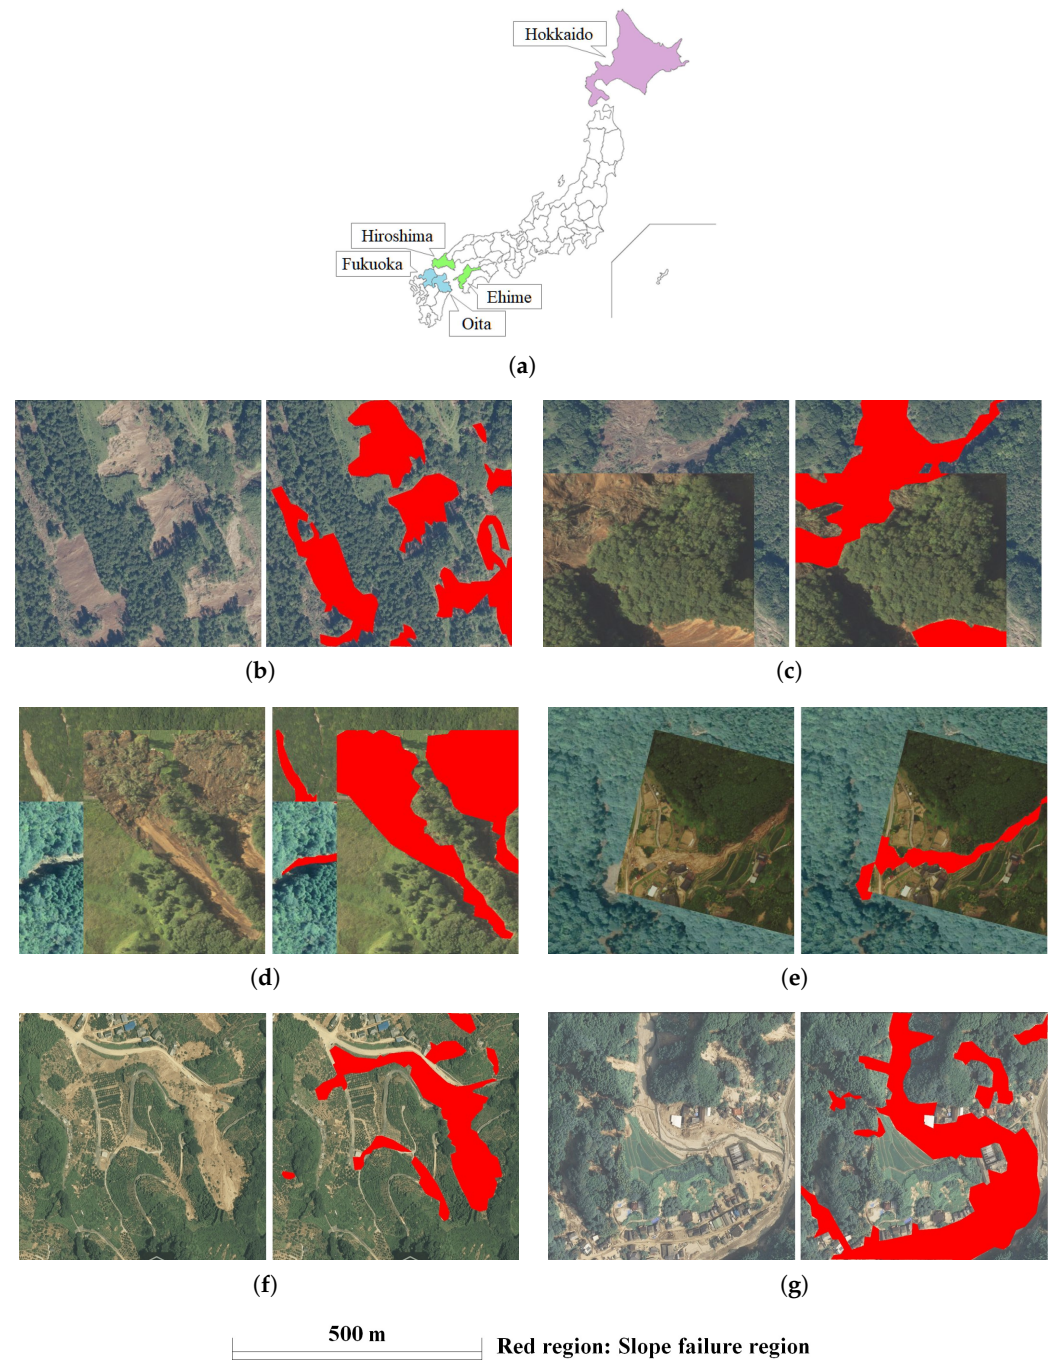 Hokkaido
Hiroshima
Fukuoka
Ehime
Oita
(a)
(b)
(c)
(d)
(e)
(f)
(g)
500 m
Red region: Slope failure region